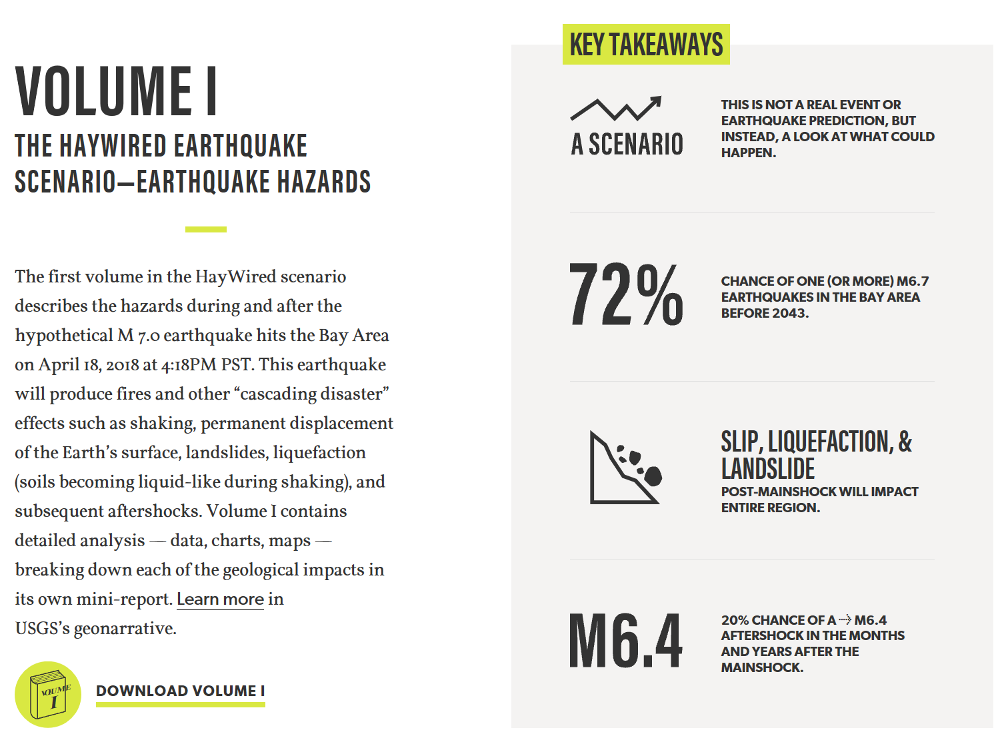 VOLUME I
THE HAYWIRED EARTHQUAKE
SCENARIO—EARTHQUAKE HAZARDS
The first volume in the HayWired scenario
describes the hazards during and after the
hypothetical M 7.0 earthquake hits the Bay Area
on April 18, 2018 at 4:18PM PST. This earthquake
will produce fires and other “cascading disaster”
effects such as shaking, permanent displacement
of the Earth’s surface, landslides, liquefaction
(soils becoming liquid-like during shaking), and
subsequent aftershocks. Volume I contains
detailed analysis — data, charts, maps —
breaking down each of the geological impacts in
its own mini-report. Learn more in
USGS’s geonarrative.
VOLUME
I
DOWNLOAD VOLUME I
KEY TAKEAWAYS
A SCENARIO
THIS IS NOT A REAL EVENT OR
EARTHQUAKE PREDICTION, BUT
INSTEAD, A LOOK AT WHAT COULD
HAPPEN.
72%
CHANCE OF ONE (OR MORE) M6.7
EARTHQUAKES IN THE BAY AREA
BEFORE 2043.
SLIP, LIQUEFACTION, &
LANDSLIDE
POST-MAINSHOCK WILL IMPACT
ENTIRE REGION.
M6.4
20% CHANCE OF A ⤑ M6.4
AFTERSHOCK IN THE MONTHS
AND YEARS AFTER THE
MAINSHOCK.